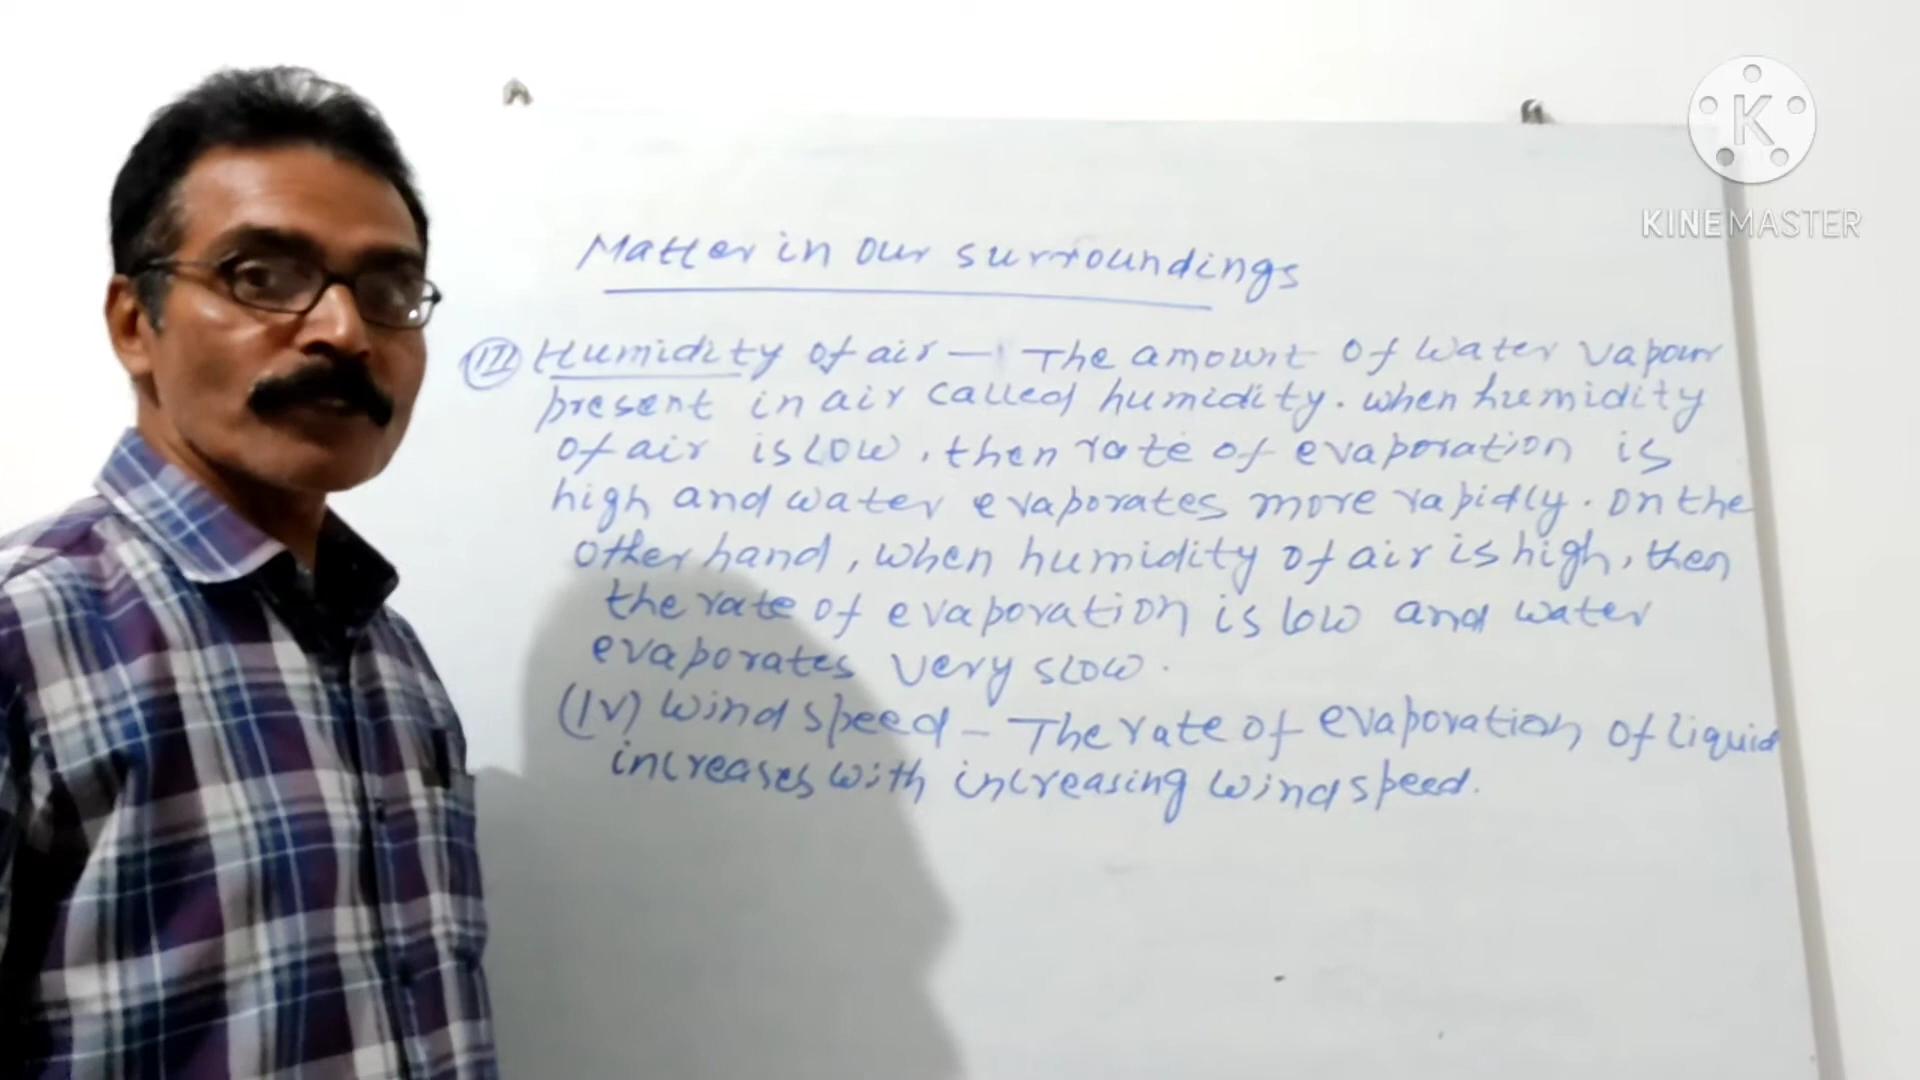 K
KINEMASTER
Matter in our surroundings
(iii) Humidity of air - The amount of water vapour
present in air called humidity. when humidity
of air is low, then rate of evaporation is
high and water evaporates more rapidly. on the
other hand, when humidity of air is high, then
the rate of evaporation is low and water
evaporates very slow.
(iv) wind speed - The rate of evaporation of liquid
increases with increasing wind speed.